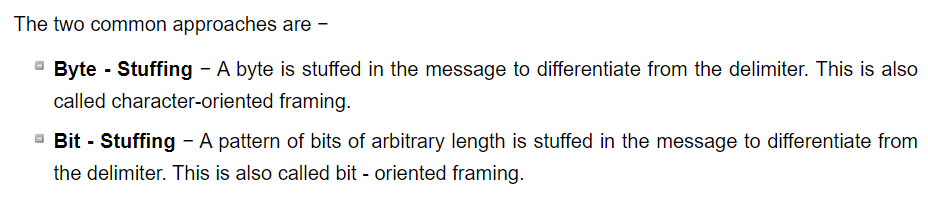 The two common approaches are −
Byte - Stuffing − A byte is stuffed in the message to differentiate from the delimiter. This is also
called character-oriented framing.
Bit - Stuffing − A pattern of bits of arbitrary length is stuffed in the message to differentiate from
the delimiter. This is also called bit - oriented framing.